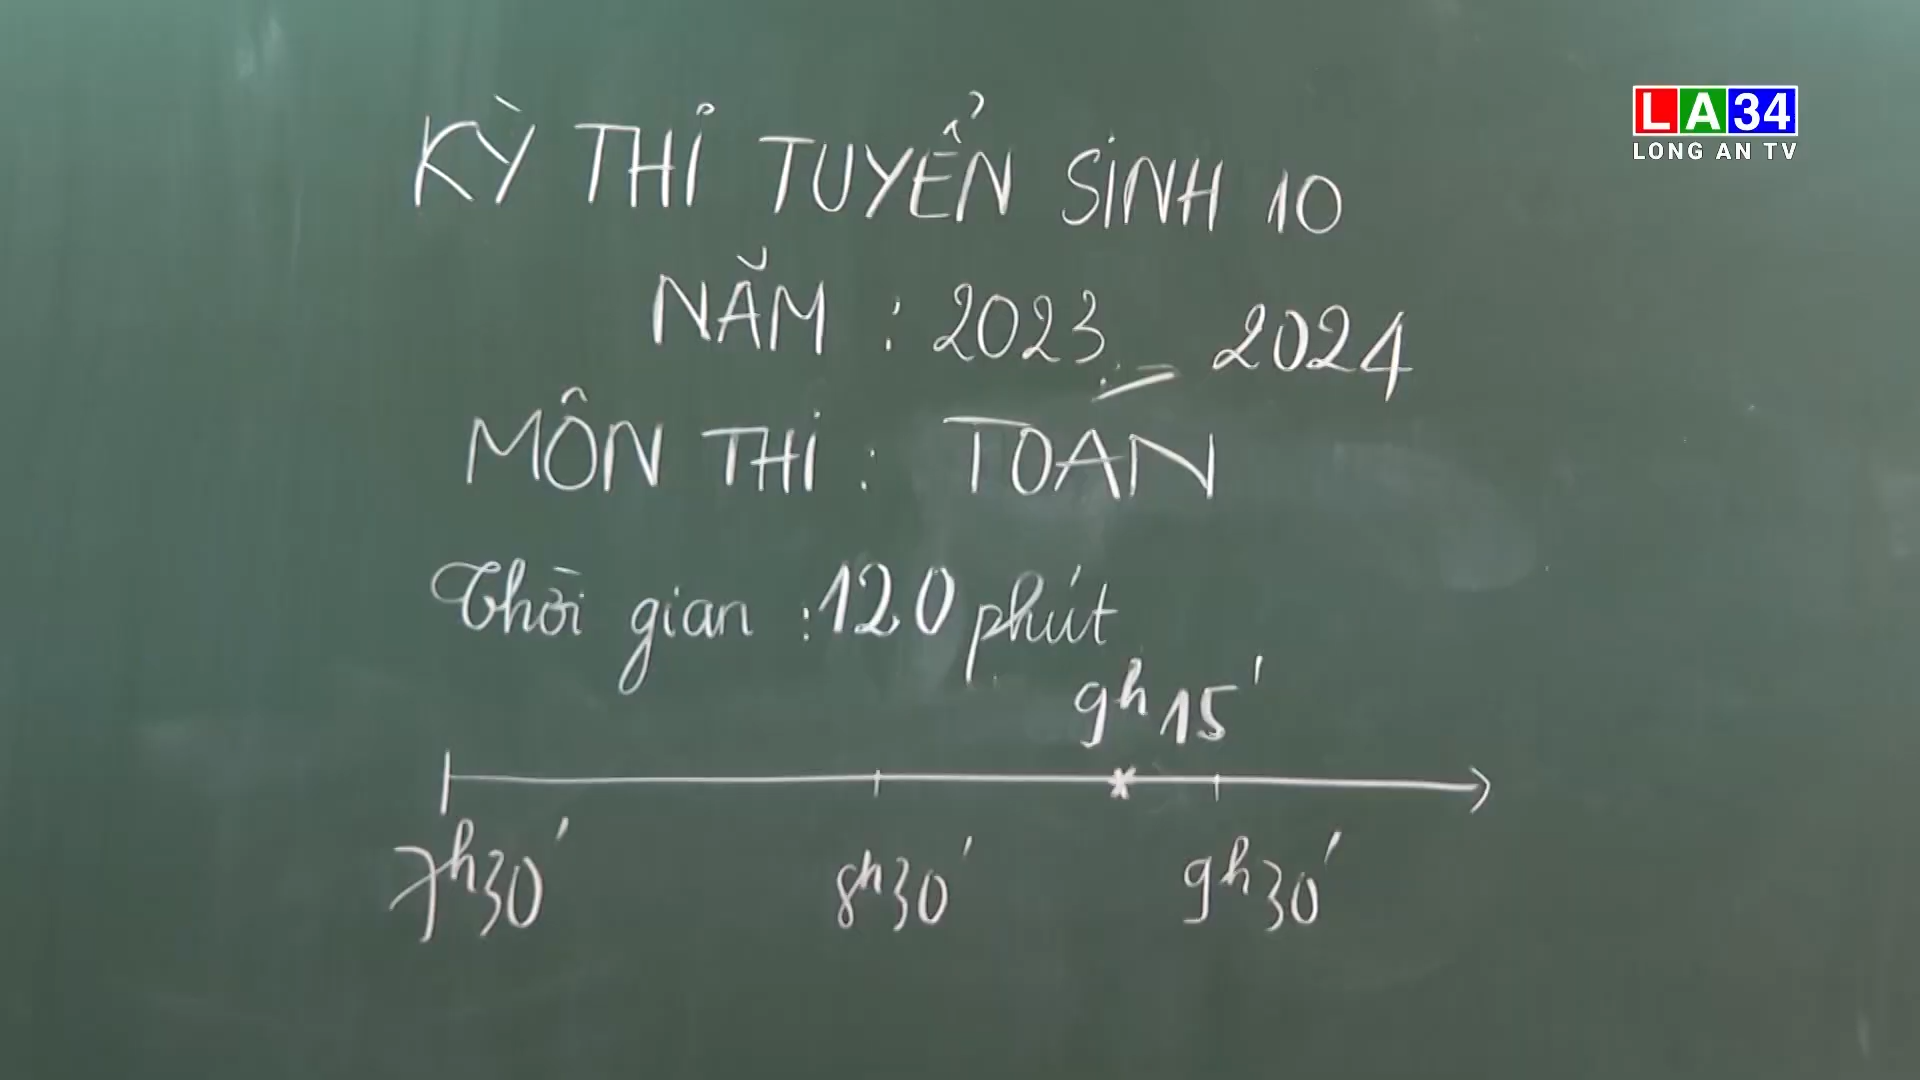 LA34
LONG AN TV
KỲ THI TUYỂN SINH 10
NĂM : 2023 - 2024
MÔN THI : TOÁN
Thời gian : 120 phút
9h15'
7h30' 8h30' 9h30'